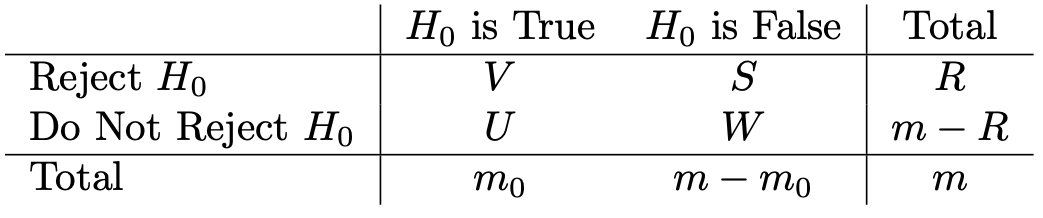 H₀ is True H₀ is False Total
Reject H₀ V S R
Do Not Reject H₀ U W m − R
Total m₀ m − m₀ m